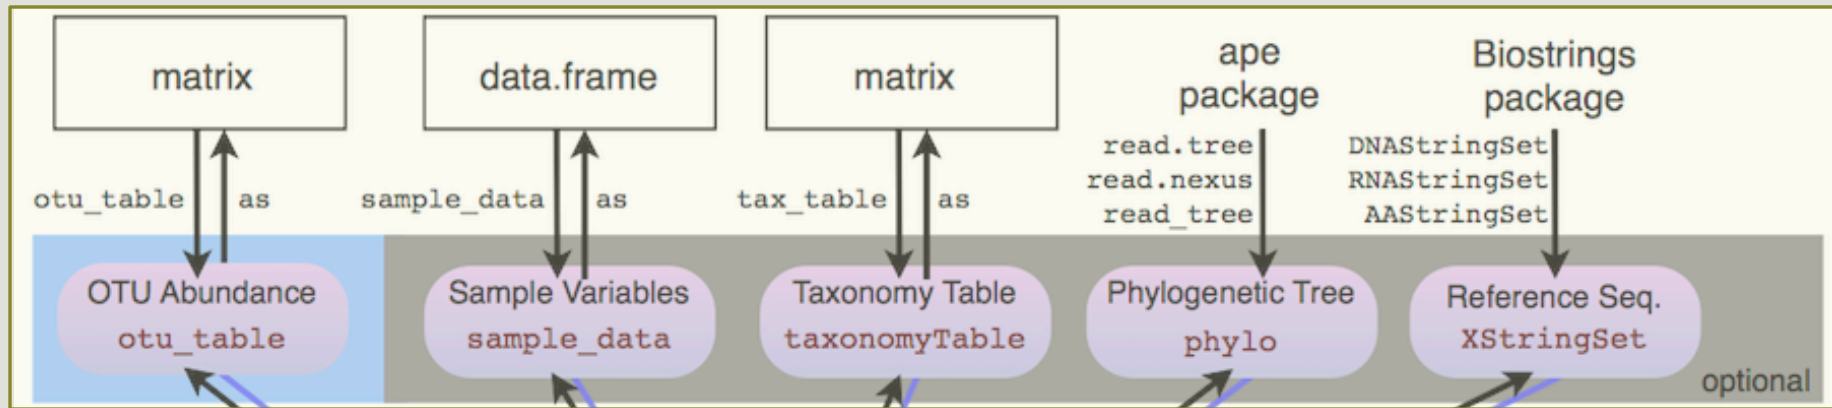 matrix
data.frame
matrix
ape
package
Biostrings
package
read.tree
read.nexus
read_tree
DNAStringSet
RNAStringSet
AAStringSet
otu_table
as
sample_data
as
tax_table
as
OTU Abundance
otu_table
Sample Variables
sample_data
Taxonomy Table
taxonomyTable
Phylogenetic Tree
phylo
Reference Seq.
XStringSet
optional